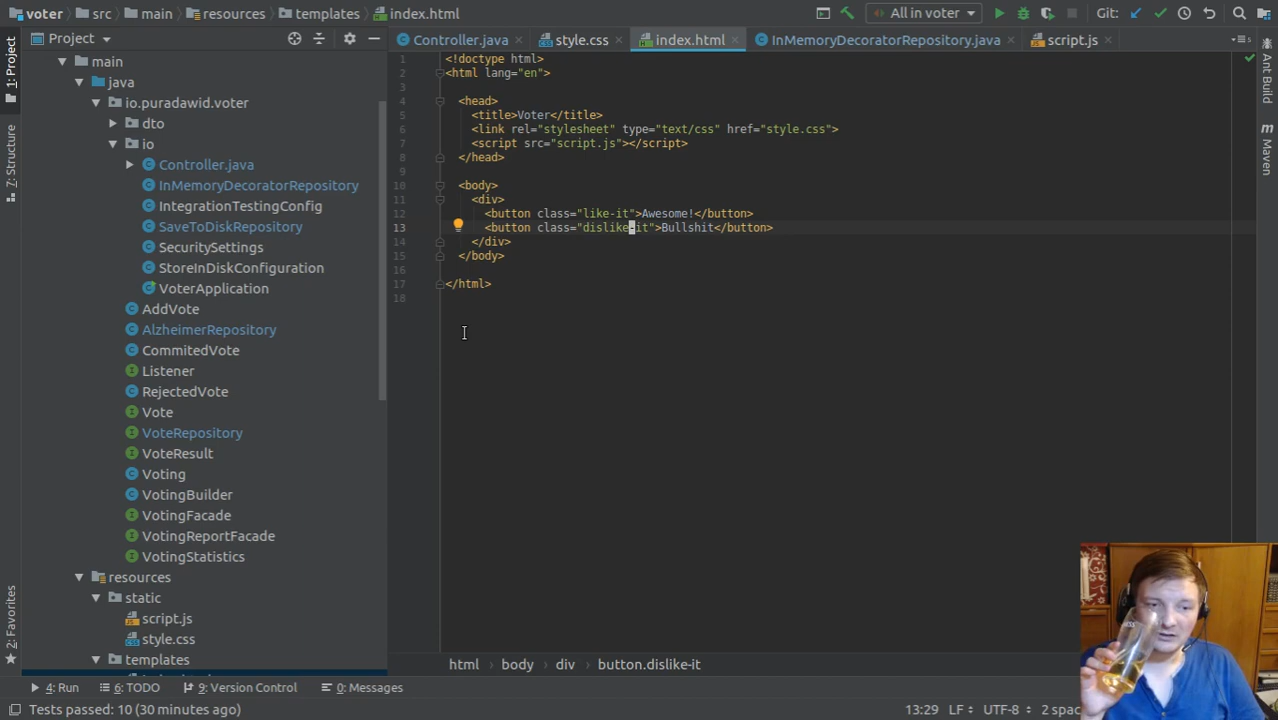 voter src main resources templates index.html
All in voter Git:
Project
Controller.java style.css index.html InMemoryDecoratorRepository.java script.js
1: Project
7: Structure
2: Favorites
Ant Build
Maven
main
java
io.puradawid.voter
dto
io
Controller.java
InMemoryDecoratorRepository
IntegrationTestingConfig
SaveToDiskRepository
SecuritySettings
StoreInDiskConfiguration
VoterApplication
AddVote
AlzheimerRepository
CommitedVote
Listener
RejectedVote
Vote
VoteRepository
VoteResult
Voting
VotingBuilder
VotingFacade
VotingReportFacade
VotingStatistics
resources
static
script.js
style.css
templates
1 <!doctype html>
2 <html lang="en">
3
4 <head>
5 <title>Voter</title>
6 <link rel="stylesheet" type="text/css" href="style.css">
7 <script src="script.js"></script>
8 </head>
9
10 <body>
11 <div>
12 <button class="like-it">Awesome!</button>
13 <button class="dislike-it">Bullshit</button>
14 </div>
15 </body>
16
17 </html>
18
html body div button.dislike-it
4: Run 6: TODO 9: Version Control 0: Messages
Tests passed: 10 (30 minutes ago) 13:29 LF UTF-8 2 spac